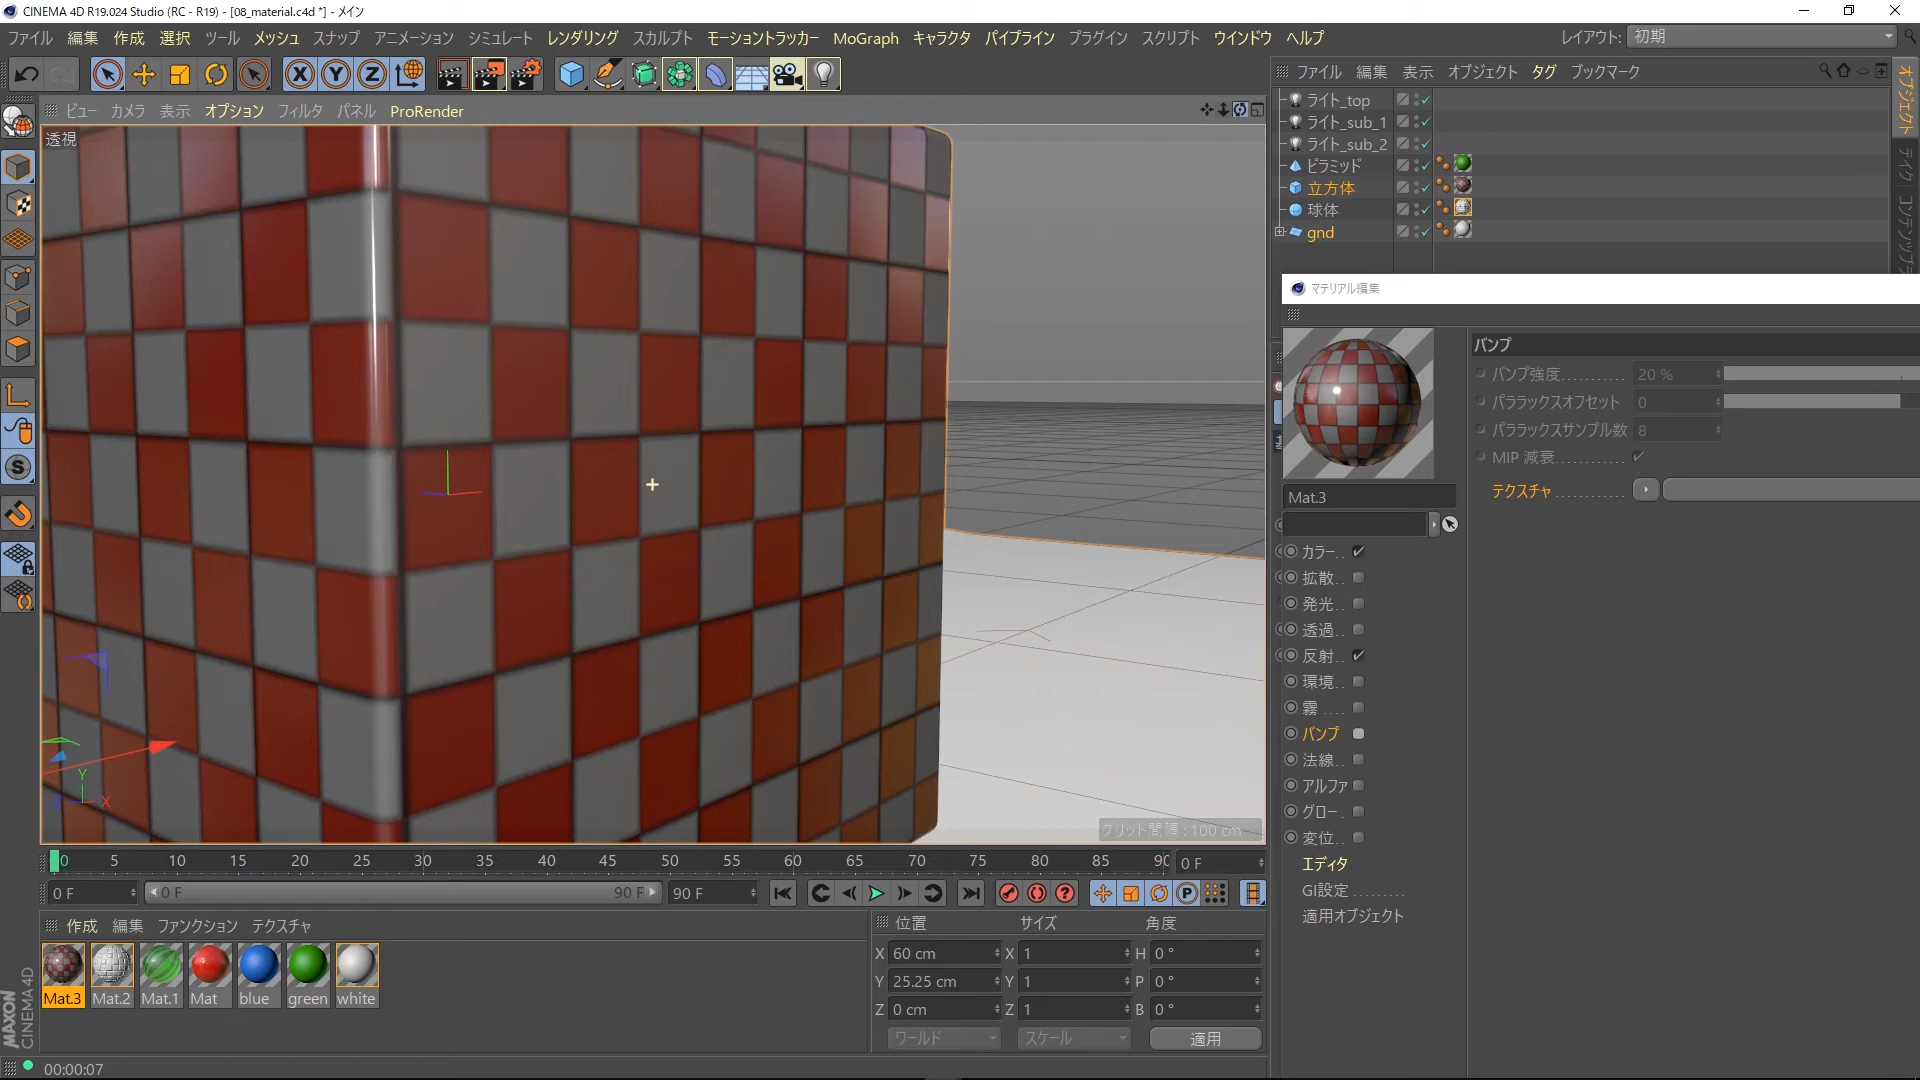 CINEMA 4D R19.024 Studio (RC - R19) - [08_material.c4d *] - メイン
ファイル 編集 作成 選択 ツール メッシュ スナップ アニメーション シミュレート レンダリング スカルプト モーショントラッカー MoGraph キャラクタ パイプライン プラグイン スクリプト ウインドウ ヘルプ
レイアウト: 初期
ビュー カメラ 表示 オプション フィルタ パネル ProRender
透視
グリッド間隔 : 100 cm
Y
X
ファイル 編集 表示 オブジェクト タグ ブックマーク
ライト_top
ライト_sub_1
ライト_sub_2
ピラミッド
立方体
球体
gnd
オブジェクト
テイク
マテリアル編集
Mat.3
カラー. .
拡散. .
発光. .
透過. .
反射. .
環境. .
霧 . . . .
バンプ
法線. .
アルファ
グロー. .
変位. .
エディタ
GI設定 . . . . . . . . .
適用オブジェクト
バンプ
バンプ強度. . . . . . . . . . . 20 %
パララックスオフセット 0
パララックスサンプル数 8
MIP 減衰. . . . . . . . . . . .
テクスチャ . . . . . . . . . . . .
0 5 10 15 20 25 30 35 40 45 50 55 60 65 70 75 80 85 90 0 F
0 F 0 F 90 F 90 F
作成 編集 ファンクション テクスチャ
Mat.3 Mat.2 Mat.1 Mat blue green white
位置 サイズ 角度
X 60 cm X 1 H 0 °
Y 25.25 cm Y 1 P 0 °
Z 0 cm Z 1 B 0 °
ワールド スケール 適用
MAXON
CINEMA 4D
00:00:07